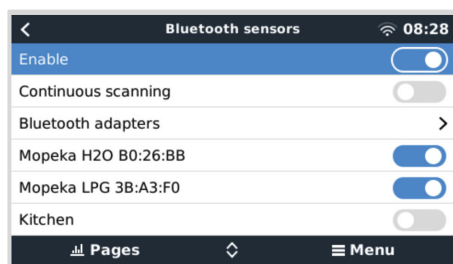 Bluetooth sensors 08:28
Enable
Continuous scanning
Bluetooth adapters
Mopeka H2O B0:26:BB
Mopeka LPG 3B:A3:F0
Kitchen
Pages Menu